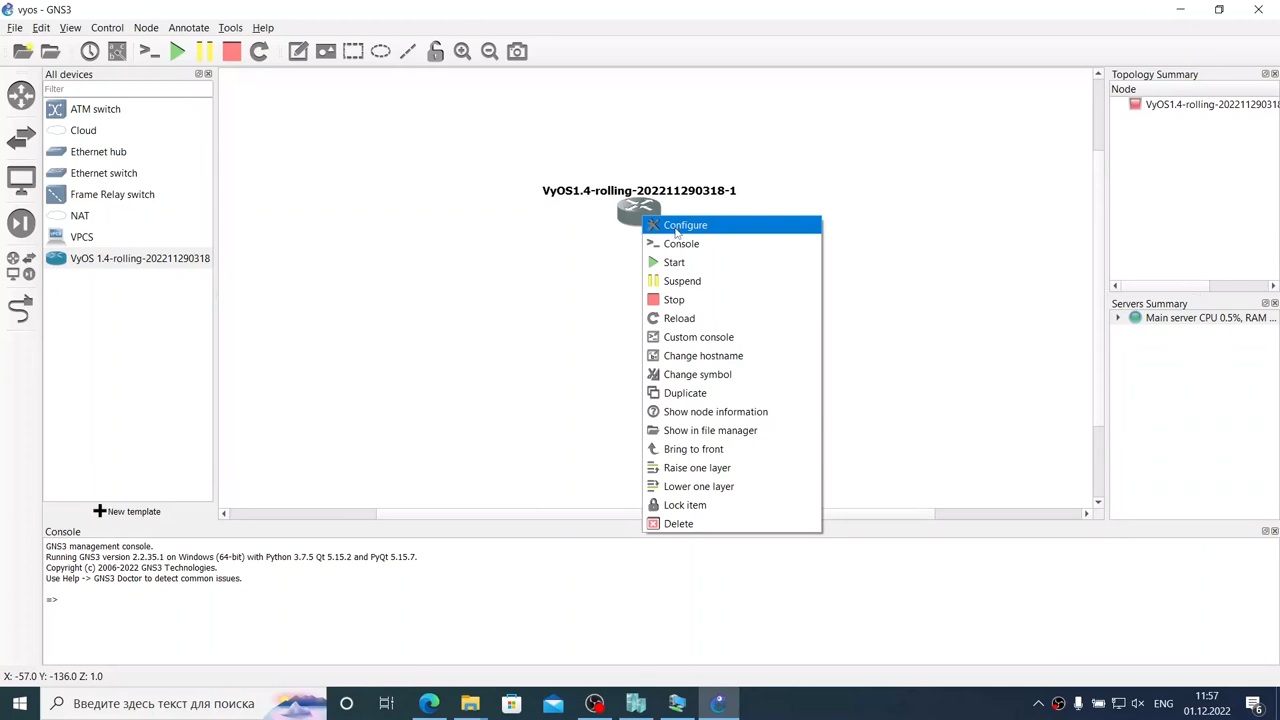 vyos - GNS3
File Edit View Control Node Annotate Tools Help
All devices
Filter
ATM switch
Cloud
Ethernet hub
Ethernet switch
Frame Relay switch
NAT
VPCS
VyOS 1.4-rolling-202211290318
New template
VyOS1.4-rolling-202211290318-1
Configure
Console
Start
Suspend
Stop
Reload
Custom console
Change hostname
Change symbol
Duplicate
Show node information
Show in file manager
Bring to front
Raise one layer
Lower one layer
Lock item
Delete
Topology Summary
Node
VyOS1.4-rolling-202211290318
Servers Summary
Main server CPU 0.5%, RAM ...
Console
GNS3 management console.
Running GNS3 version 2.2.35.1 on Windows (64-bit) with Python 3.7.5 Qt 5.15.2 and PyQt 5.15.7.
Copyright (c) 2006-2022 GNS3 Technologies.
Use Help -> GNS3 Doctor to detect common issues.
=>
X: -57.0 Y: -136.0 Z: 1.0
Введите здесь текст для поиска
ENG
11:57
01.12.2022
6